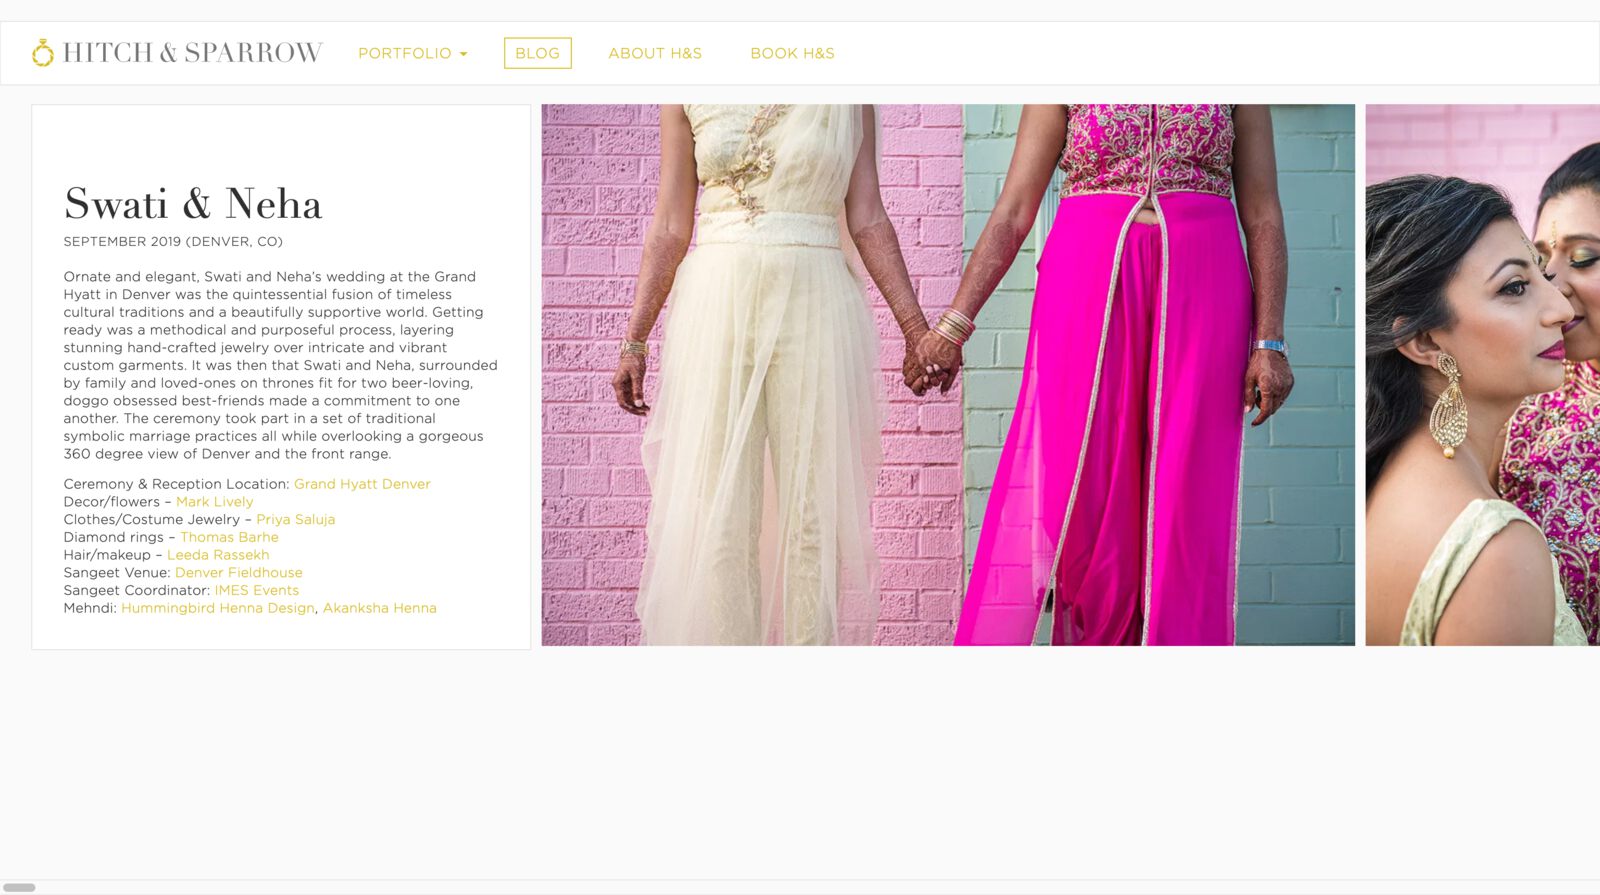 HITCH & SPARROW
PORTFOLIO
BLOG
ABOUT H&S
BOOK H&S
Swati & Neha
SEPTEMBER 2019 (DENVER, CO)
Ornate and elegant, Swati and Neha’s wedding at the Grand
Hyatt in Denver was the quintessential fusion of timeless
cultural traditions and a beautifully supportive world. Getting
ready was a methodical and purposeful process, layering
stunning hand-crafted jewelry over intricate and vibrant
custom garments. It was then that Swati and Neha, surrounded
by family and loved-ones on thrones fit for two beer-loving,
doggo obsessed best-friends made a commitment to one
another. The ceremony took part in a set of traditional
symbolic marriage practices all while overlooking a gorgeous
360 degree view of Denver and the front range.
Ceremony & Reception Location: Grand Hyatt Denver
Decor/flowers – Mark Lively
Clothes/Costume Jewelry – Priya Saluja
Diamond rings – Thomas Barhe
Hair/makeup – Leeda Rassekh
Sangeet Venue: Denver Fieldhouse
Sangeet Coordinator: IMES Events
Mehndi: Hummingbird Henna Design, Akanksha Henna